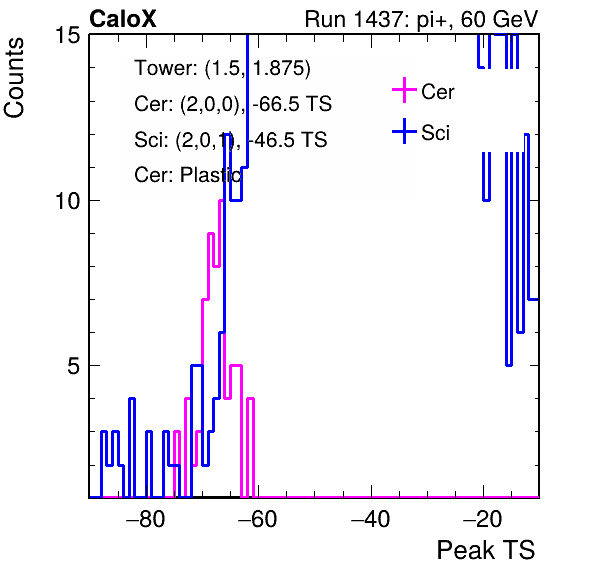 CaloX Run 1437: pi+, 60 GeV
Counts
15
10
5
Tower: (1.5, 1.875)
Cer: (2,0,0), -66.5 TS
Sci: (2,0,1), -46.5 TS
Cer: Plastic
Cer
Sci
−80 −60 −40 −20
Peak TS